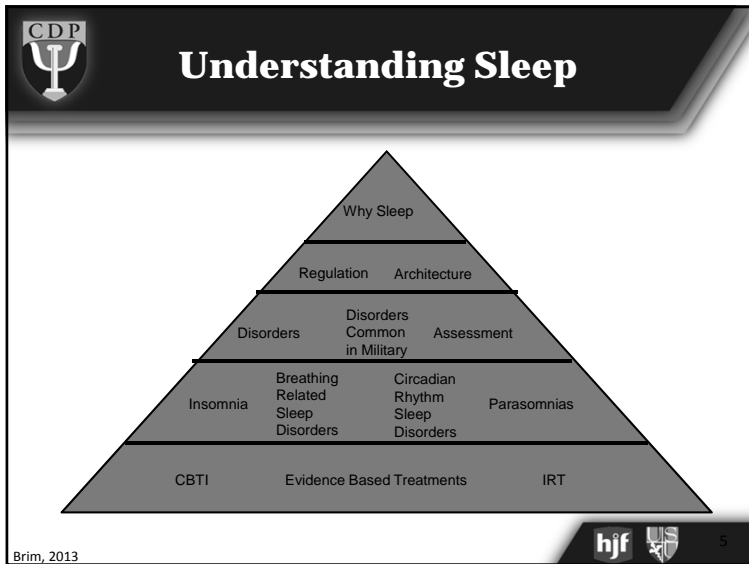 CDP
Understanding Sleep
Why Sleep
Regulation Architecture
Disorders
Disorders
Common
in Military
Assessment
Insomnia
Breathing
Related
Sleep
Disorders
Circadian
Rhythm
Sleep
Disorders
Parasomnias
CBTI Evidence Based Treatments IRT
Brim, 2013
hjf
5